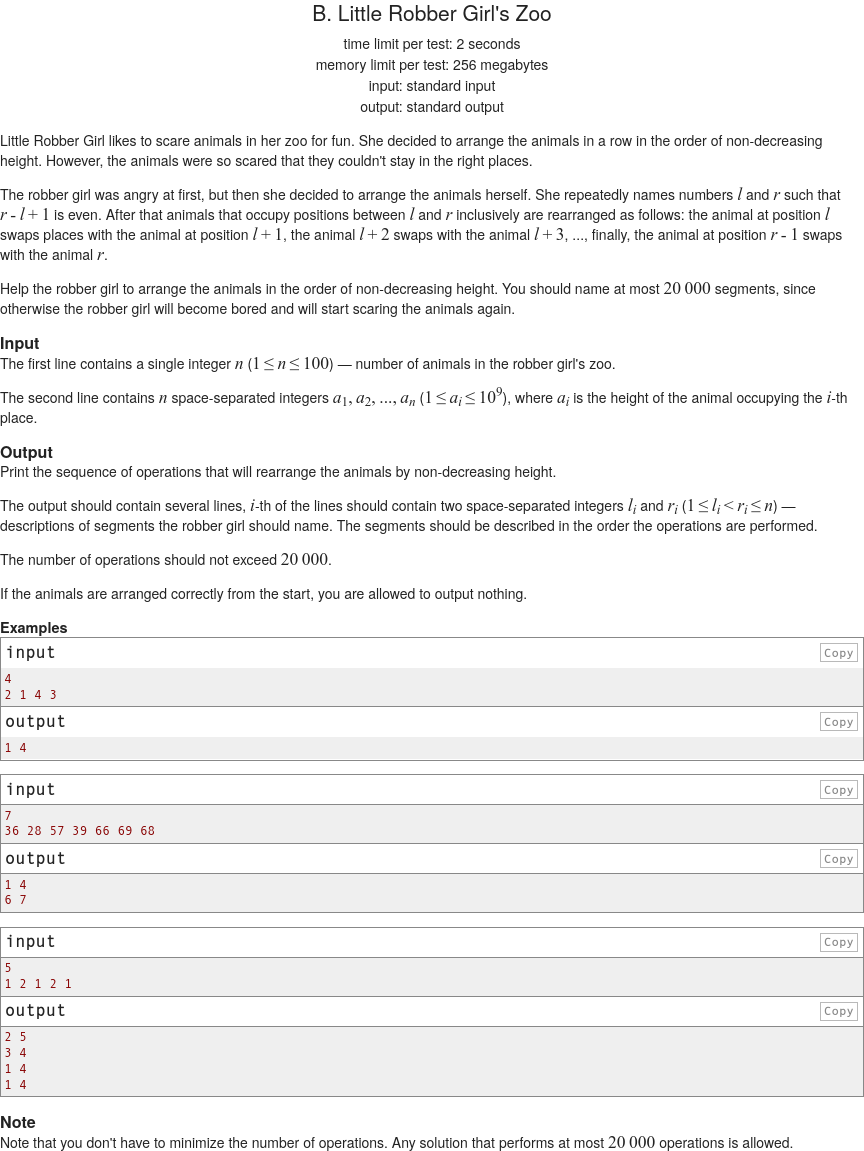 B. Little Robber Girl's Zoo
time limit per test: 2 seconds
memory limit per test: 256 megabytes
input: standard input
output: standard output
Little Robber Girl likes to scare animals in her zoo for fun. She decided to arrange the animals in a row in the order of non-decreasing
height. However, the animals were so scared that they couldn't stay in the right places.
The robber girl was angry at first, but then she decided to arrange the animals herself. She repeatedly names numbers l and r such that
r - l + 1 is even. After that animals that occupy positions between l and r inclusively are rearranged as follows: the animal at position l
swaps places with the animal at position l + 1, the animal l + 2 swaps with the animal l + 3, ..., finally, the animal at position r - 1 swaps
with the animal r.
Help the robber girl to arrange the animals in the order of non-decreasing height. You should name at most 20 000 segments, since
otherwise the robber girl will become bored and will start scaring the animals again.
Input
The first line contains a single integer n (1 ≤ n ≤ 100) — number of animals in the robber girl's zoo.
The second line contains n space-separated integers a₁, a₂, ..., aₙ (1 ≤ aᵢ ≤ 10⁹), where aᵢ is the height of the animal occupying the i-th
place.
Output
Print the sequence of operations that will rearrange the animals by non-decreasing height.
The output should contain several lines, i-th of the lines should contain two space-separated integers lᵢ and rᵢ (1 ≤ lᵢ < rᵢ ≤ n) —
descriptions of segments the robber girl should name. The segments should be described in the order the operations are performed.
The number of operations should not exceed 20 000.
If the animals are arranged correctly from the start, you are allowed to output nothing.
Examples
input Copy
4
2 1 4 3
output Copy
1 4
input Copy
7
36 28 57 39 66 69 68
output Copy
1 4
6 7
input Copy
5
1 2 1 2 1
output Copy
2 5
3 4
1 4
1 4
Note
Note that you don't have to minimize the number of operations. Any solution that performs at most 20 000 operations is allowed.